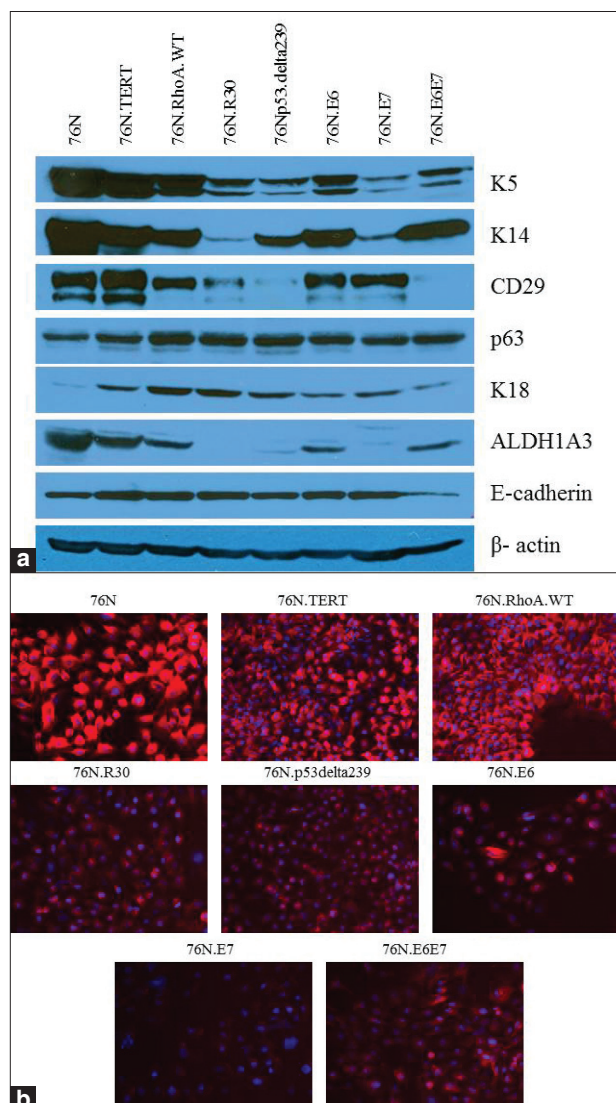 76N
76N.TERT
76N.RhoA.WT
76N.R30
76Np53.delta239
76N.E6
76N.E7
76N.E6E7
K5
K14
CD29
p63
K18
ALDH1A3
E-cadherin
β- actin
a
76N
76N.TERT
76N.RhoA.WT
76N.R30
76N.p53delta239
76N.E6
76N.E7
76N.E6E7
b